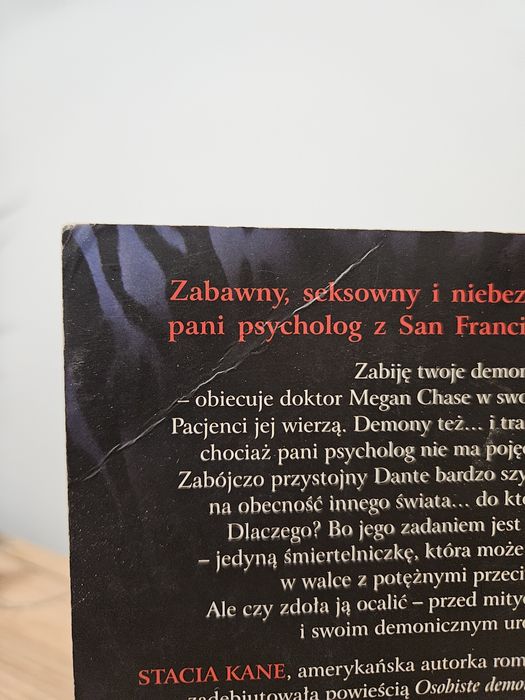 Zabawny, seksowny i niebez
pani psycholog z San Franci
Zabiję twoje demon
– obiecuje doktor Megan Chase w swo
Pacjenci jej wierzą. Demony też... i tra
chociaż pani psycholog nie ma poję
Zabójczo przystojny Dante bardzo szy
na obecność innego świata... do któ
Dlaczego? Bo jego zadaniem jest
– jedyną śmiertelniczkę, która może
w walce z potężnymi przeci
Ale czy zdoła ją ocalić – przed mity
i swoim demonicznym uro
STACIA KANE, amerykańska autorka rom
zadebiutowała powieścią Osobiste demo